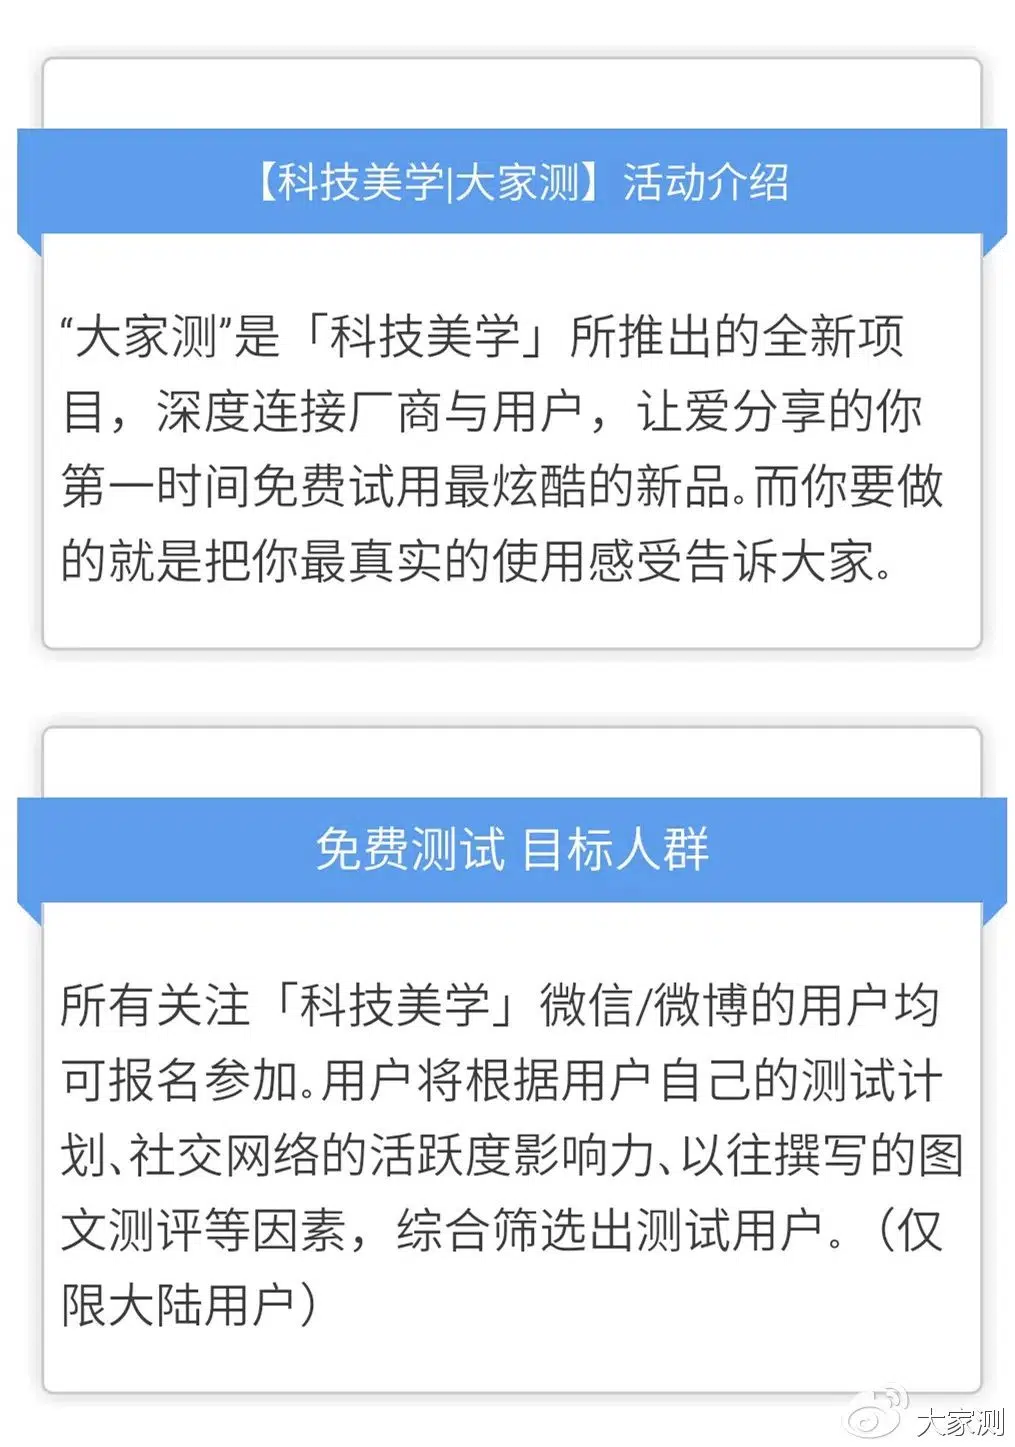 【科技美学|大家测】活动介绍
“大家测”是「科技美学」所推出的全新项
目，深度连接厂商与用户，让爱分享的你
第一时间免费试用最炫酷的新品。而你要做
的就是把你最真实的使用感受告诉大家。
免费测试 目标人群
所有关注「科技美学」微信/微博的用户均
可报名参加。用户将根据用户自己的测试计
划、社交网络的活跃度影响力、以往撰写的图
文测评等因素，综合筛选出测试用户。（仅
限大陆用户）
大家测